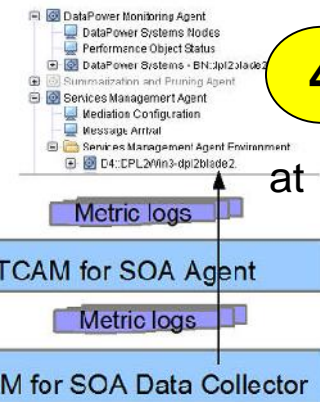 DataPower Monitoring Agent
DataPower Systems Nodes
Performance Object Status
DataPower Systems - BN:dpl2blade2
Summarization and Pruning Agent
Services Management Agent
Mediation Configuration
Message Arrival
Services Management Agent Environment
D4::DPL2Win3-dpl2blade2.
4
at
Metric logs
TCAM for SOA Agent
Metric logs
M for SOA Data Collector